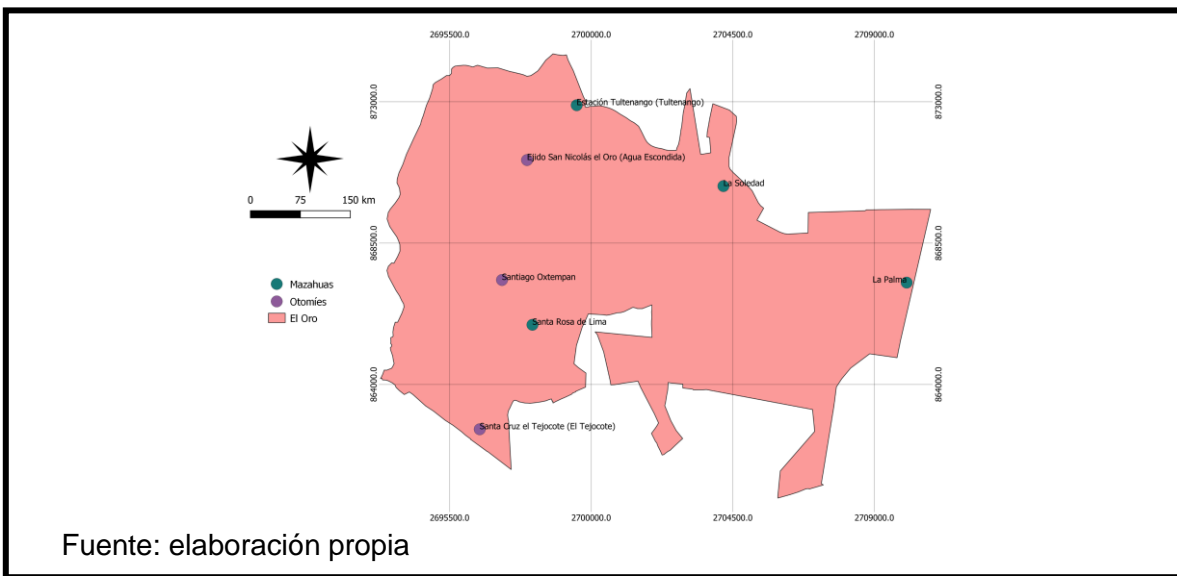 2695500.0 2700000.0 2704500.0 2709000.0
873000.0 873000.0
Estación Tultenango (Tultenango)
Ejido San Nicolás el Oro (Agua Escondida)
La Soledad
0 75 150 km
868500.0 868500.0
Santiago Oxtempan
La Palma
Mazahuas
Otomíes
El Oro
Santa Rosa de Lima
864000.0 864000.0
Santa Cruz el Tejocote (El Tejocote)
2695500.0 2700000.0 2704500.0 2709000.0
Fuente: elaboración propia